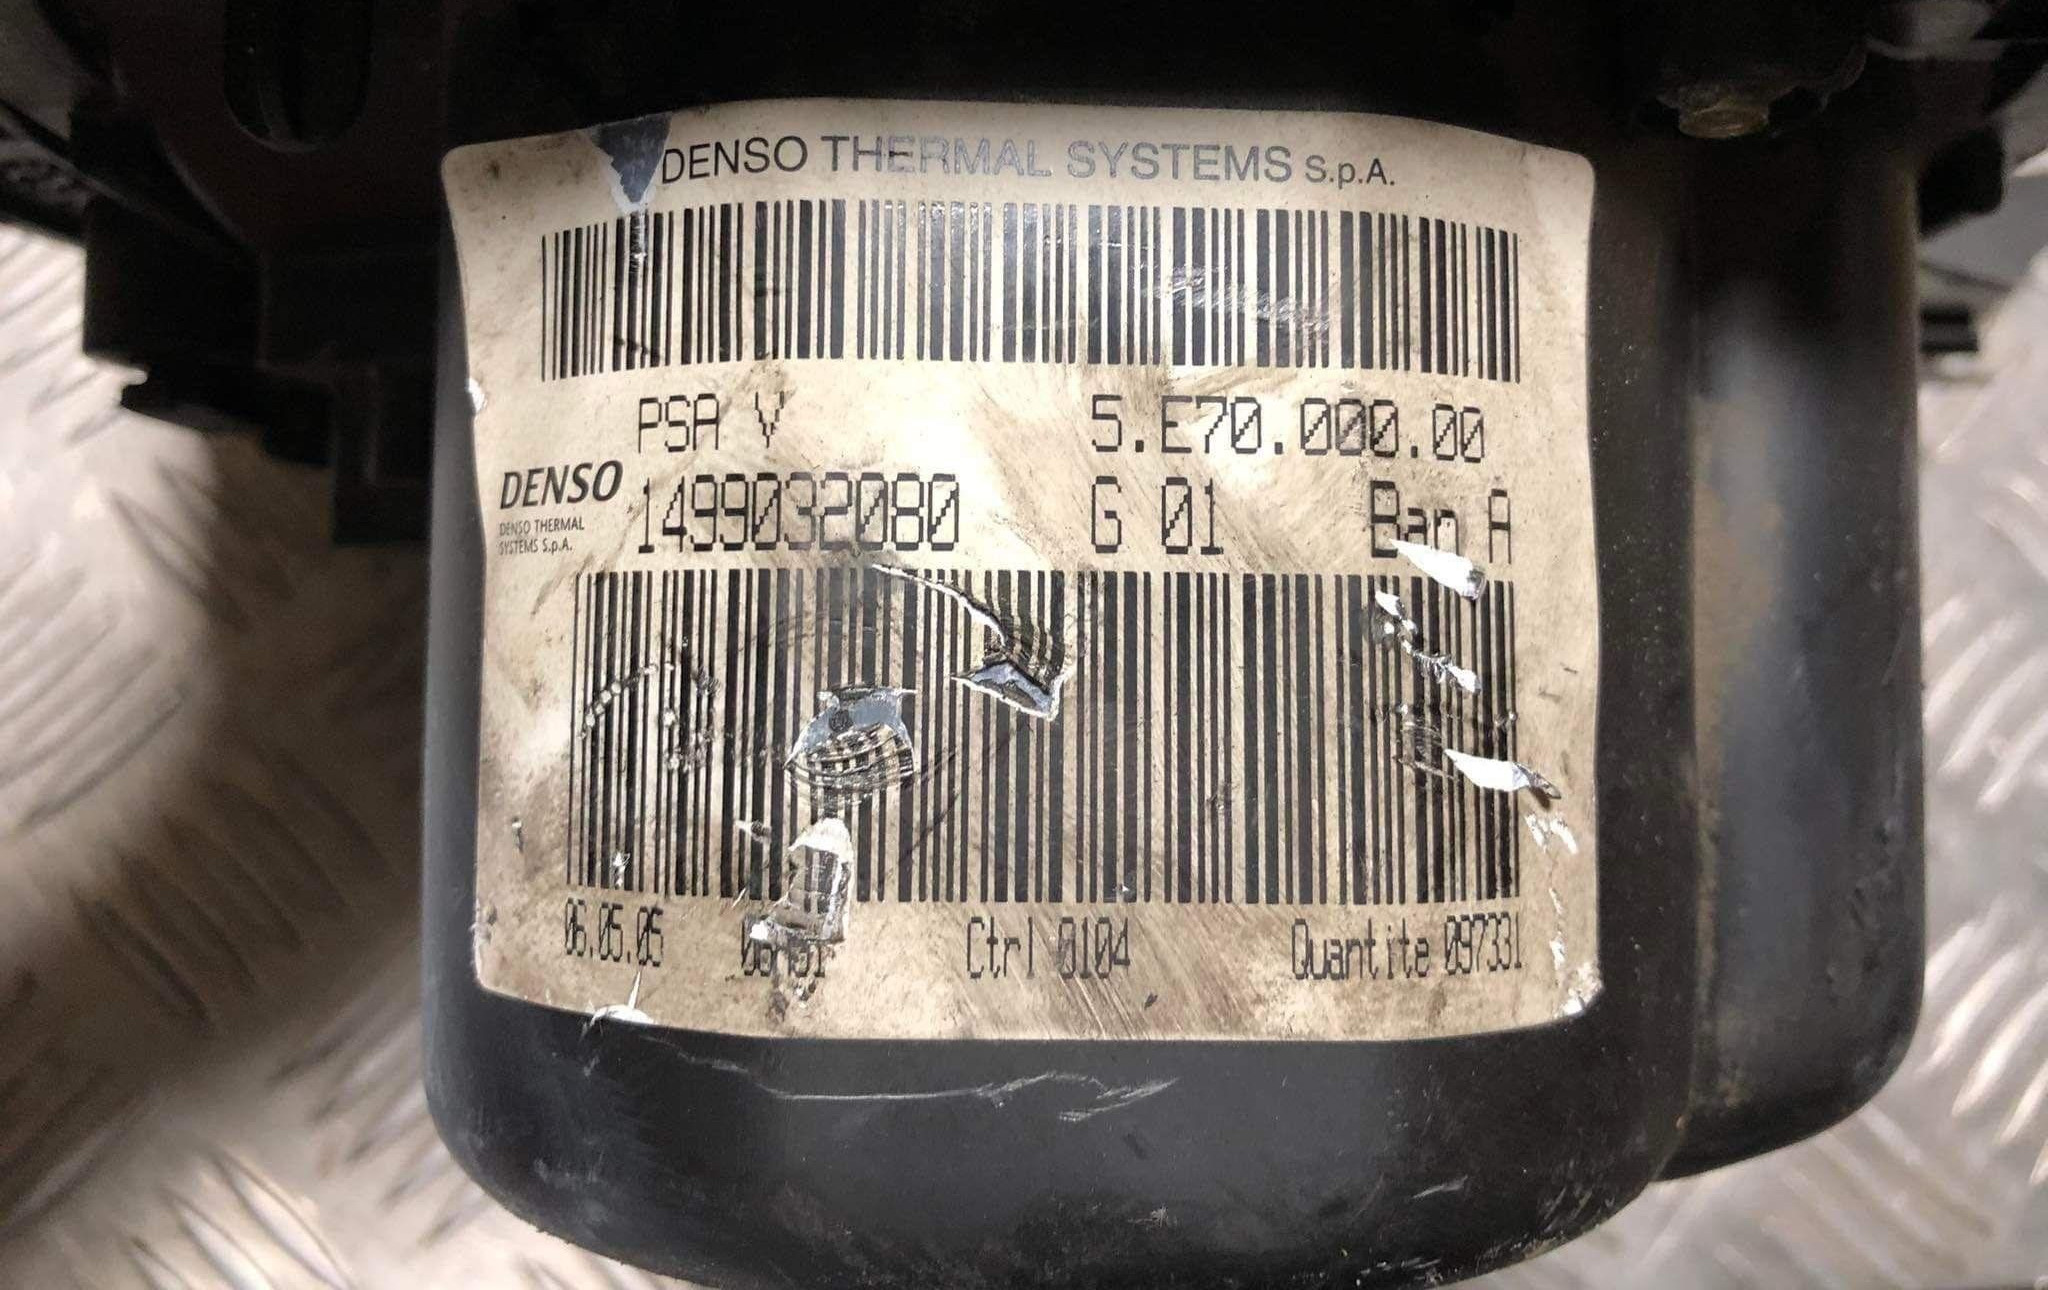 DENSO THERMAL SYSTEMS S.p.A.
PSA V 5.E70.000.00
DENSO
DENSO THERMAL
SYSTEMS S.p.A.
1499032080 G 01 Ban A
06.05.05 Ctrl 0104 Quantite 097331